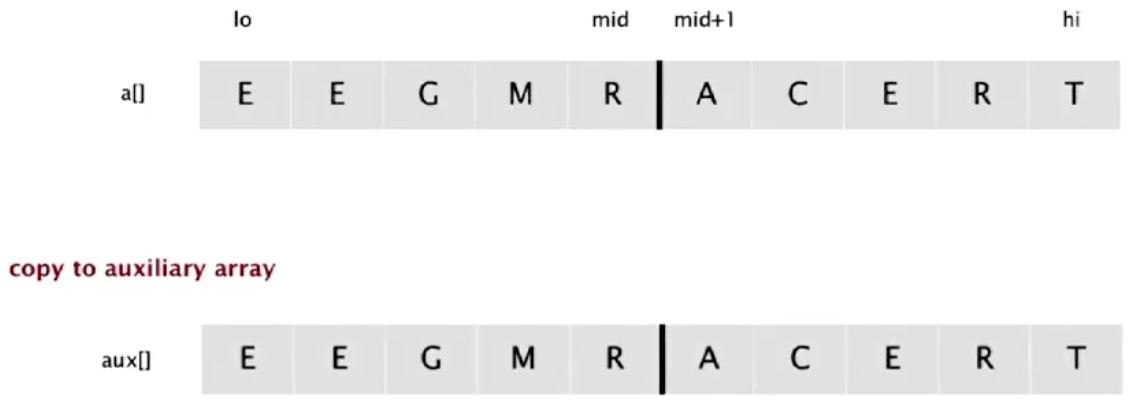 lo mid mid+1 hi
a[] E E G M R A C E R T
copy to auxiliary array
aux[] E E G M R A C E R T